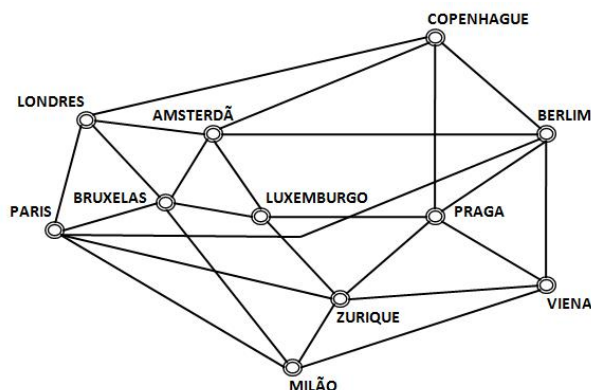 COPENHAGUE
LONDRES
AMSTERDÃ
BERLIM
BRUXELAS
LUXEMBURGO
PARIS
PRAGA
ZURIQUE
VIENA
MILÃO